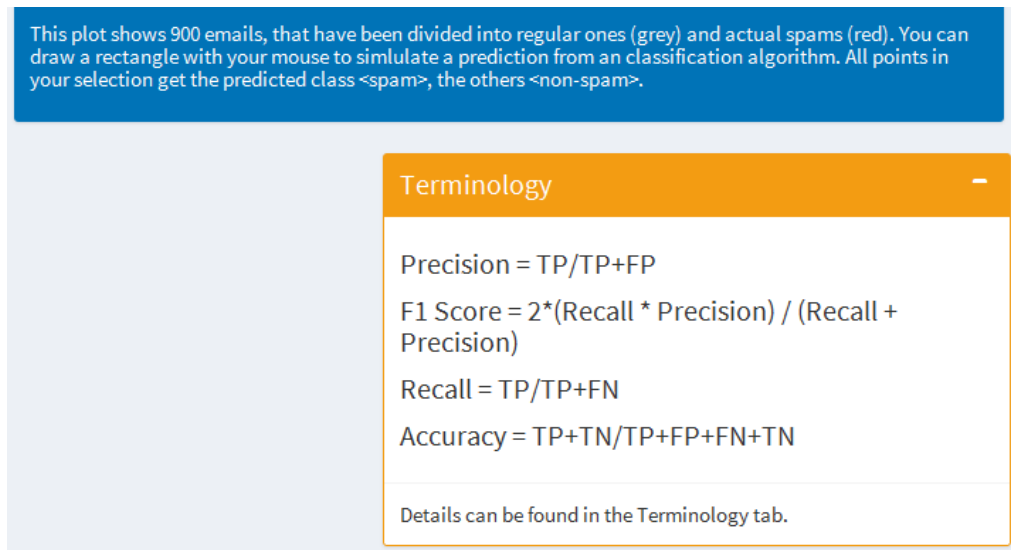 This plot shows 900 emails, that have been divided into regular ones (grey) and actual spams (red). You can
draw a rectangle with your mouse to simlulate a prediction from an classification algorithm. All points in
your selection get the predicted class <spam>, the others <non-spam>.
Terminology
Precision = TP/TP+FP
F1 Score = 2*(Recall * Precision) / (Recall +
Precision)
Recall = TP/TP+FN
Accuracy = TP+TN/TP+FP+FN+TN
Details can be found in the Terminology tab.